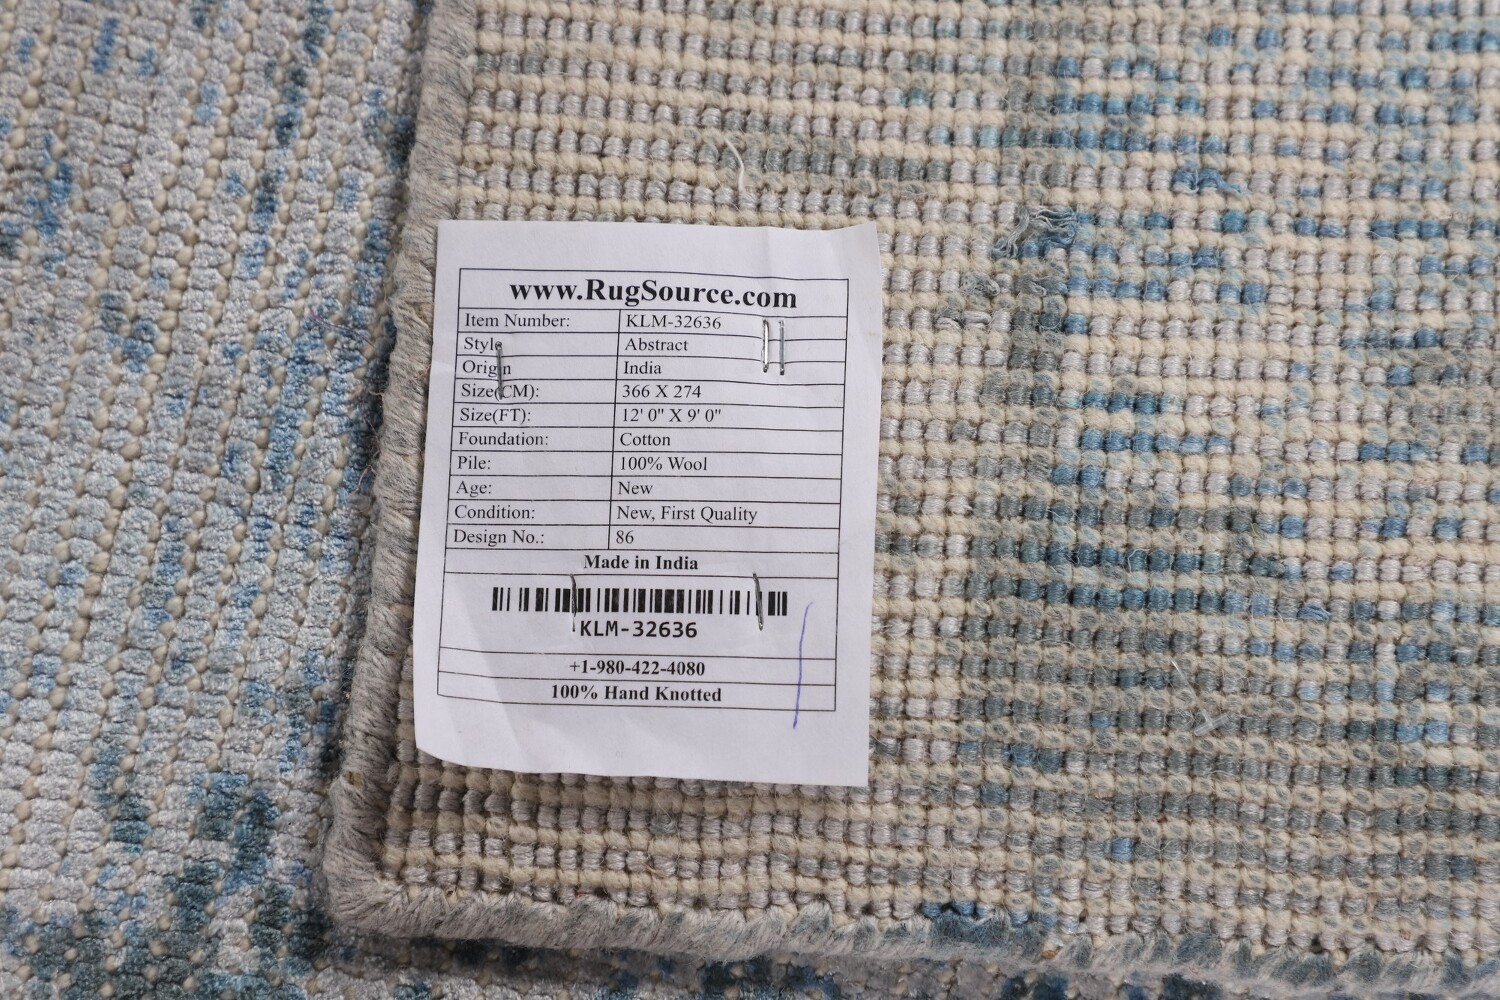 www.RugSource.com
Item Number: KLM-32636
Style Abstract
Origin India
Size(CM): 366 X 274
Size(FT): 12' 0" X 9' 0"
Foundation: Cotton
Pile: 100% Wool
Age: New
Condition: New, First Quality
Design No.: 86
Made in India
KLM-32636
+1-980-422-4080
100% Hand Knotted